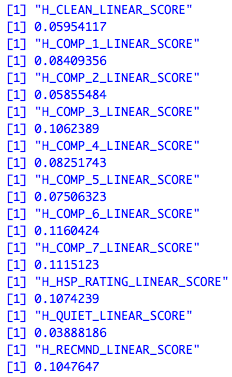 [1] "H_CLEAN_LINEAR_SCORE"
[1] 0.05954117
[1] "H_COMP_1_LINEAR_SCORE"
[1] 0.08409356
[1] "H_COMP_2_LINEAR_SCORE"
[1] 0.05855484
[1] "H_COMP_3_LINEAR_SCORE"
[1] 0.1062389
[1] "H_COMP_4_LINEAR_SCORE"
[1] 0.08251743
[1] "H_COMP_5_LINEAR_SCORE"
[1] 0.07506323
[1] "H_COMP_6_LINEAR_SCORE"
[1] 0.1160424
[1] "H_COMP_7_LINEAR_SCORE"
[1] 0.1115123
[1] "H_HSP_RATING_LINEAR_SCORE"
[1] 0.1074239
[1] "H_QUIET_LINEAR_SCORE"
[1] 0.03888186
[1] "H_RECMND_LINEAR_SCORE"
[1] 0.1047647